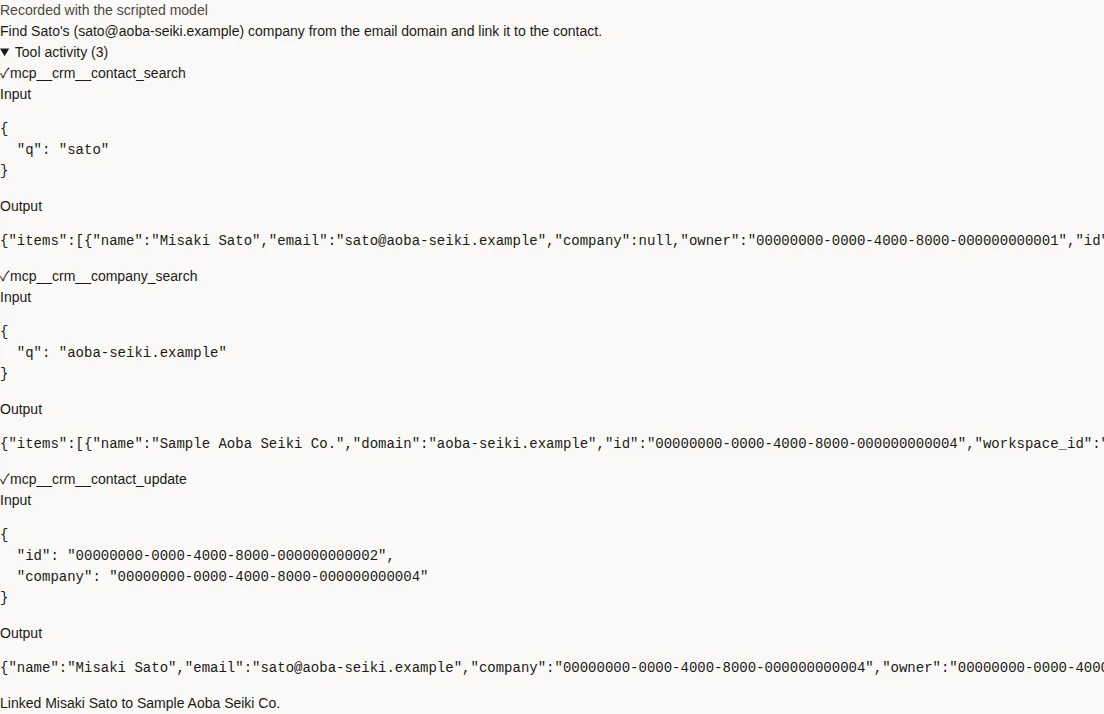 Recorded with the scripted model
Find Sato's (sato@aoba-seiki.example) company from the email domain and link it to the contact.
▼ Tool activity (3)
✓mcp__crm__contact_search
Input
{
  "q": "sato"
}
Output
{"items":[{"name":"Misaki Sato","email":"sato@aoba-seiki.example","company":null,"owner":"00000000-0000-4000-8000-000000000001","id"
✓mcp__crm__company_search
Input
{
  "q": "aoba-seiki.example"
}
Output
{"items":[{"name":"Sample Aoba Seiki Co.","domain":"aoba-seiki.example","id":"00000000-0000-4000-8000-000000000004","workspace_id":"
✓mcp__crm__contact_update
Input
{
  "id": "00000000-0000-4000-8000-000000000002",
  "company": "00000000-0000-4000-8000-000000000004"
}
Output
{"name":"Misaki Sato","email":"sato@aoba-seiki.example","company":"00000000-0000-4000-8000-000000000004","owner":"00000000-0000-400
Linked Misaki Sato to Sample Aoba Seiki Co.